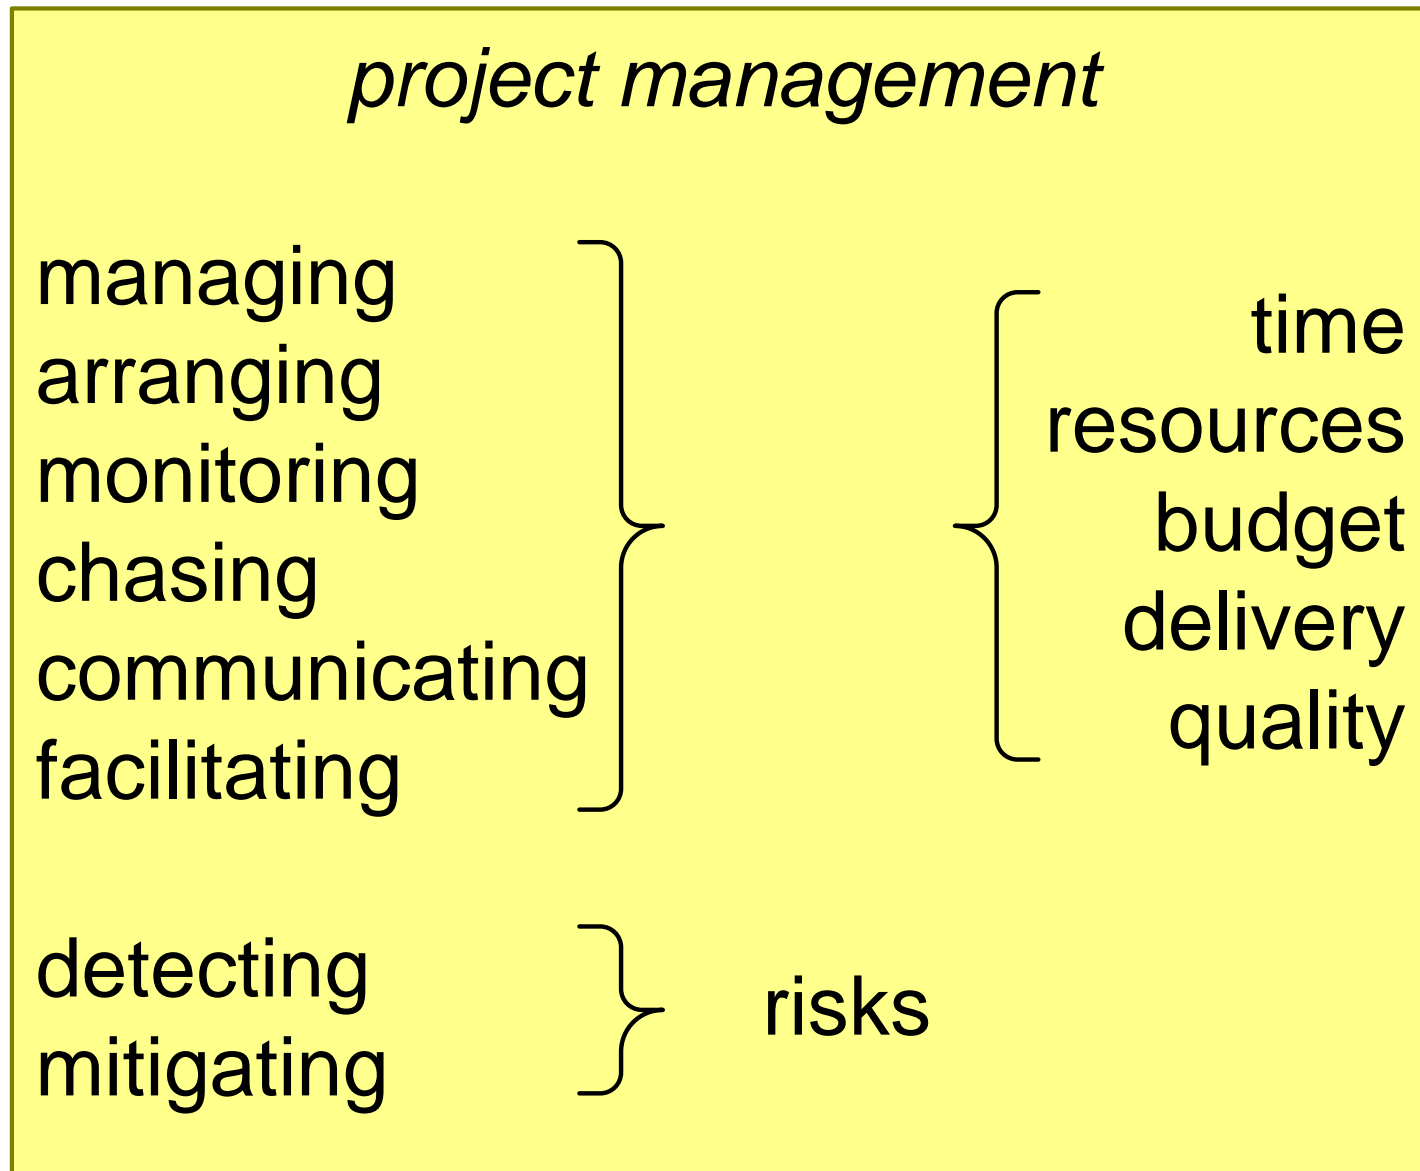 project management
managing
arranging
monitoring
chasing
communicating
facilitating
time
resources
budget
delivery
quality
detecting
mitigating
risks